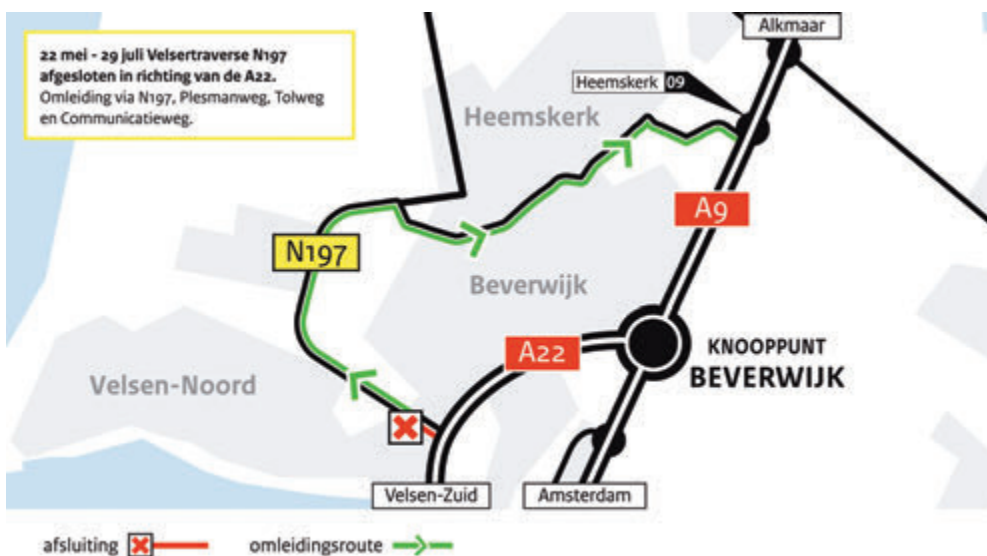 22 mei - 29 juli Velsertraverse N197
afgesloten in richting van de A22.
Omleiding via N197, Plesmanweg, Tolweg
en Communicatieweg.
Alkmaar
Heemskerk 09
Heemskerk
A9
N197
Beverwijk
A22
KNOOPPUNT
BEVERWIJK
Velsen-Noord
Velsen-Zuid
Amsterdam
afsluiting
omleidingsroute